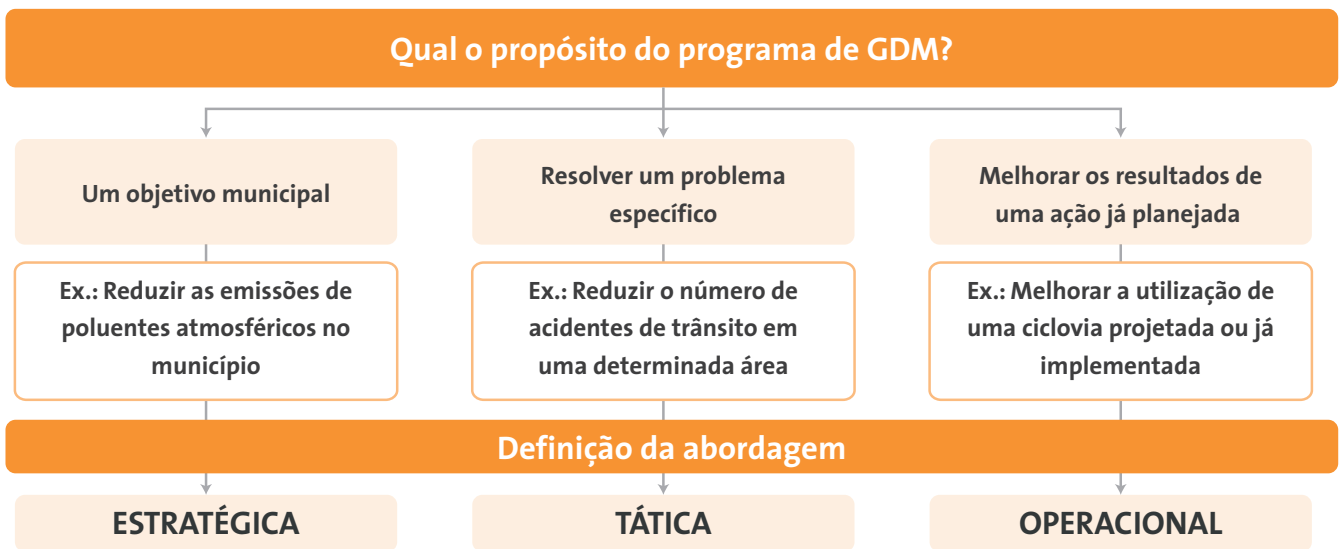 Qual o propósito do programa de GDM?
Um objetivo municipal
Resolver um problema
específico
Melhorar os resultados de
uma ação já planejada
Ex.: Reduzir as emissões de
poluentes atmosféricos no
município
Ex.: Reduzir o número de
acidentes de trânsito em
uma determinada área
Ex.: Melhorar a utilização de
uma ciclovia projetada ou já
implementada
Definição da abordagem
ESTRATÉGICA
TÁTICA
OPERACIONAL